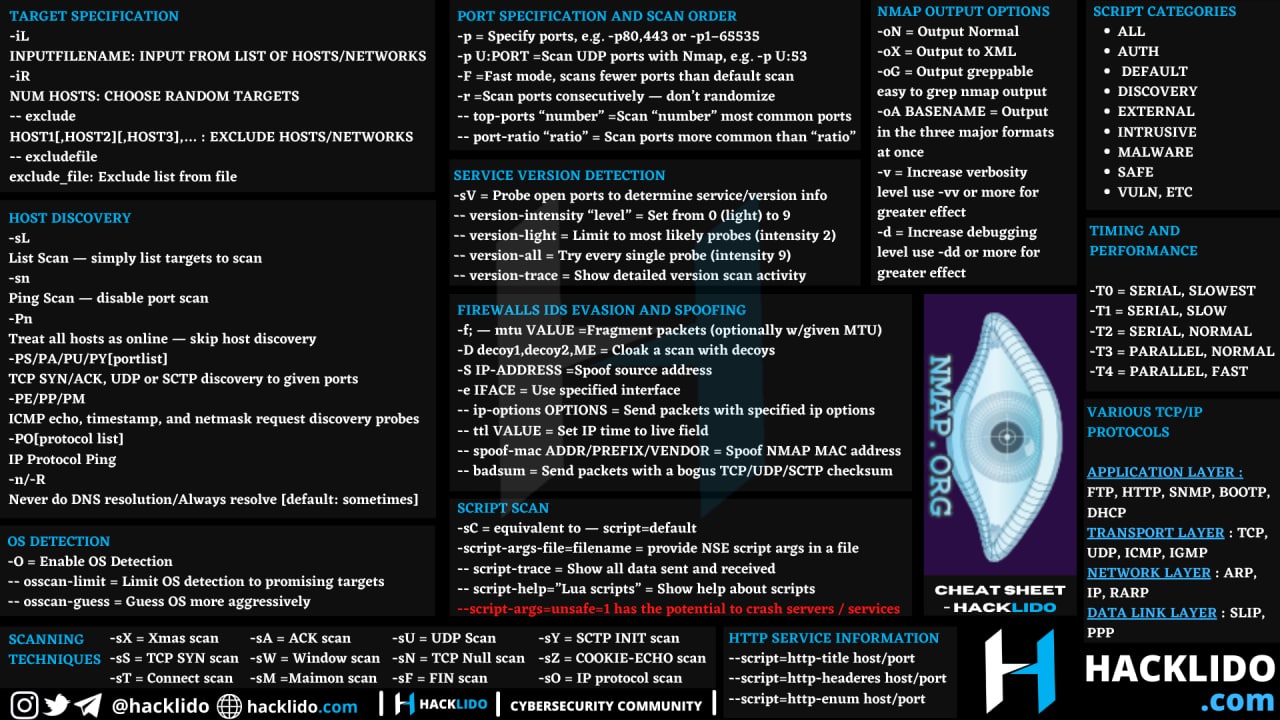 TARGET SPECIFICATION
-iL
INPUTFILENAME: INPUT FROM LIST OF HOSTS/NETWORKS
-iR
NUM HOSTS: CHOOSE RANDOM TARGETS
-- exclude
HOST1[,HOST2][,HOST3],... : EXCLUDE HOSTS/NETWORKS
-- excludefile
exclude_file: Exclude list from file
HOST DISCOVERY
-sL
List Scan — simply list targets to scan
-sn
Ping Scan — disable port scan
-Pn
Treat all hosts as online — skip host discovery
-PS/PA/PU/PY[portlist]
TCP SYN/ACK, UDP or SCTP discovery to given ports
-PE/PP/PM
ICMP echo, timestamp, and netmask request discovery probes
-PO[protocol list]
IP Protocol Ping
-n/-R
Never do DNS resolution/Always resolve [default: sometimes]
OS DETECTION
-O = Enable OS Detection
-- osscan-limit = Limit OS detection to promising targets
-- osscan-guess = Guess OS more aggressively
PORT SPECIFICATION AND SCAN ORDER
-p = Specify ports, e.g. -p80,443 or -p1–65535
-p U:PORT =Scan UDP ports with Nmap, e.g. -p U:53
-F =Fast mode, scans fewer ports than default scan
-r =Scan ports consecutively — don’t randomize
-- top-ports “number” =Scan “number” most common ports
-- port-ratio “ratio” = Scan ports more common than “ratio”
SERVICE VERSION DETECTION
-sV = Probe open ports to determine service/version info
-- version-intensity “level” = Set from 0 (light) to 9
-- version-light = Limit to most likely probes (intensity 2)
-- version-all = Try every single probe (intensity 9)
-- version-trace = Show detailed version scan activity
FIREWALLS IDS EVASION AND SPOOFING
-f; — mtu VALUE =Fragment packets (optionally w/given MTU)
-D decoy1,decoy2,ME = Cloak a scan with decoys
-S IP-ADDRESS =Spoof source address
-e IFACE = Use specified interface
-- ip-options OPTIONS = Send packets with specified ip options
-- ttl VALUE = Set IP time to live field
-- spoof-mac ADDR/PREFIX/VENDOR = Spoof NMAP MAC address
-- badsum = Send packets with a bogus TCP/UDP/SCTP checksum
SCRIPT SCAN
-sC = equivalent to — script=default
-script-args-file=filename = provide NSE script args in a file
-- script-trace = Show all data sent and received
-- script-help=”Lua scripts” = Show help about scripts
--script-args=unsafe=1 has the potential to crash servers / services
NMAP OUTPUT OPTIONS
-oN = Output Normal
-oX = Output to XML
-oG = Output greppable
easy to grep nmap output
-oA BASENAME = Output
in the three major formats
at once
-v = Increase verbosity
level use -vv or more for
greater effect
-d = Increase debugging
level use -dd or more for
greater effect
NMAP.ORG
CHEAT SHEET
- HACKLIDO
SCRIPT CATEGORIES
• ALL
• AUTH
• DEFAULT
• DISCOVERY
• EXTERNAL
• INTRUSIVE
• MALWARE
• SAFE
• VULN, ETC
TIMING AND
PERFORMANCE
-T0 = SERIAL, SLOWEST
-T1 = SERIAL, SLOW
-T2 = SERIAL, NORMAL
-T3 = PARALLEL, NORMAL
-T4 = PARALLEL, FAST
VARIOUS TCP/IP
PROTOCOLS
APPLICATION LAYER :
FTP, HTTP, SNMP, BOOTP,
DHCP
TRANSPORT LAYER : TCP,
UDP, ICMP, IGMP
NETWORK LAYER : ARP,
IP, RARP
DATA LINK LAYER : SLIP,
PPP
SCANNING
TECHNIQUES
-sX = Xmas scan
-sS = TCP SYN scan
-sT = Connect scan
-sA = ACK scan
-sW = Window scan
-sM =Maimon scan
-sU = UDP Scan
-sN = TCP Null scan
-sF = FIN scan
-sY = SCTP INIT scan
-sZ = COOKIE-ECHO scan
-sO = IP protocol scan
HTTP SERVICE INFORMATION
--script=http-title host/port
--script=http-headeres host/port
--script=http-enum host/port
@hacklido hacklido.com | HACKLIDO | CYBERSECURITY COMMUNITY |
HACKLIDO
.com